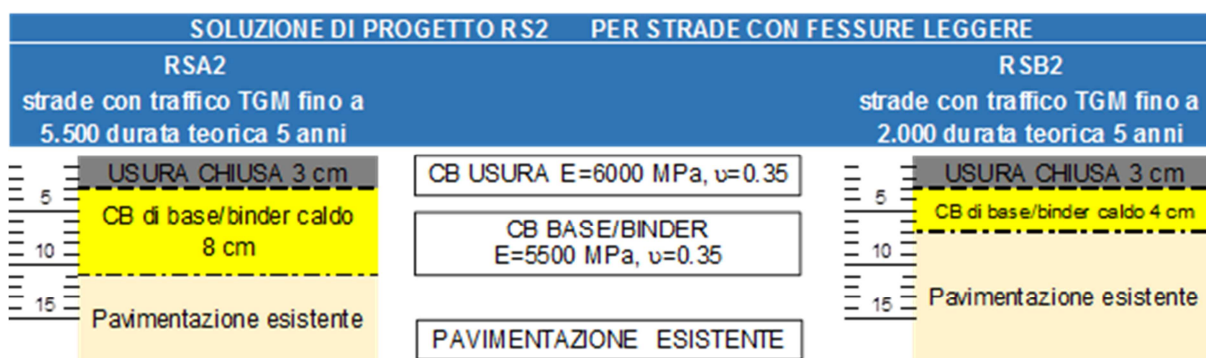 SOLUZIONE DI PROGETTO RS2 PER STRADE CON FESSURE LEGGERE
RSA2
strade con traffico TGM fino a
5.500 durata teorica 5 anni
RSB2
strade con traffico TGM fino a
2.000 durata teorica 5 anni
5
10
15
USURA CHIUSA 3 cm
CB di base/binder caldo
8 cm
Pavimentazione esistente
CB USURA E=6000 MPa, υ=0.35
CB BASE/BINDER
E=5500 MPa, υ=0.35
PAVIMENTAZIONE ESISTENTE
5
10
15
USURA CHIUSA 3 cm
CB di base/binder caldo 4 cm
Pavimentazione esistente